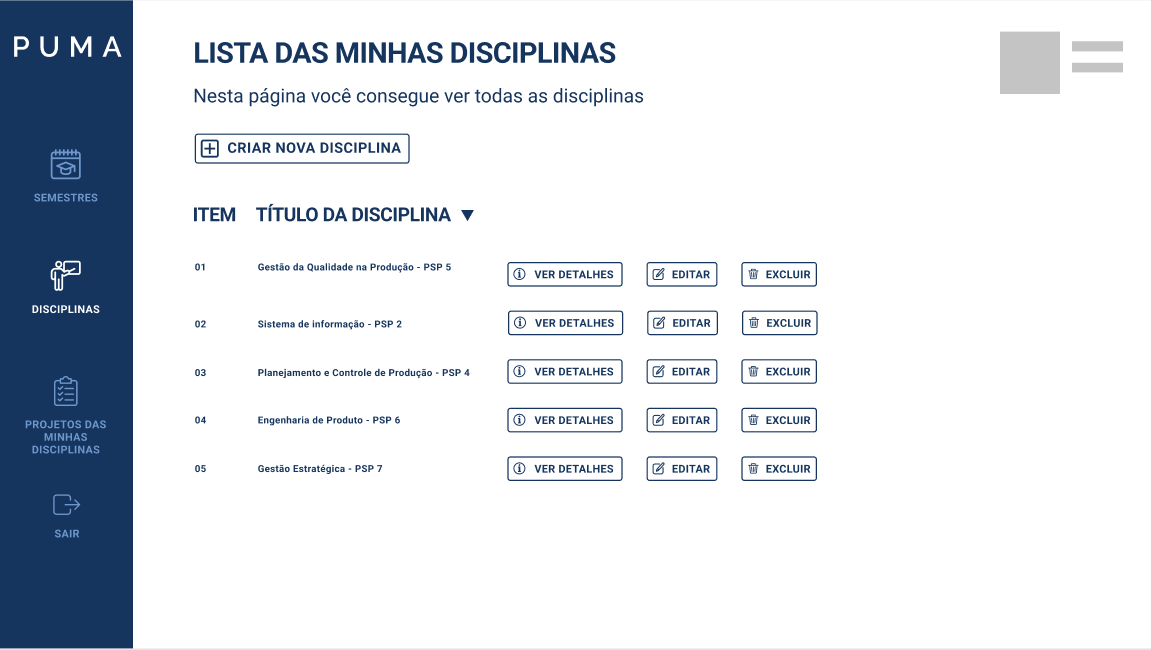 PUMA
SEMESTRES
DISCIPLINAS
PROJETOS DAS
MINHAS
DISCIPLINAS
SAIR
LISTA DAS MINHAS DISCIPLINAS
Nesta página você consegue ver todas as disciplinas
CRIAR NOVA DISCIPLINA
ITEM TÍTULO DA DISCIPLINA
01 Gestão da Qualidade na Produção - PSP 5 VER DETALHES EDITAR EXCLUIR
02 Sistema de informação - PSP 2 VER DETALHES EDITAR EXCLUIR
03 Planejamento e Controle de Produção - PSP 4 VER DETALHES EDITAR EXCLUIR
04 Engenharia de Produto - PSP 6 VER DETALHES EDITAR EXCLUIR
05 Gestão Estratégica - PSP 7 VER DETALHES EDITAR EXCLUIR